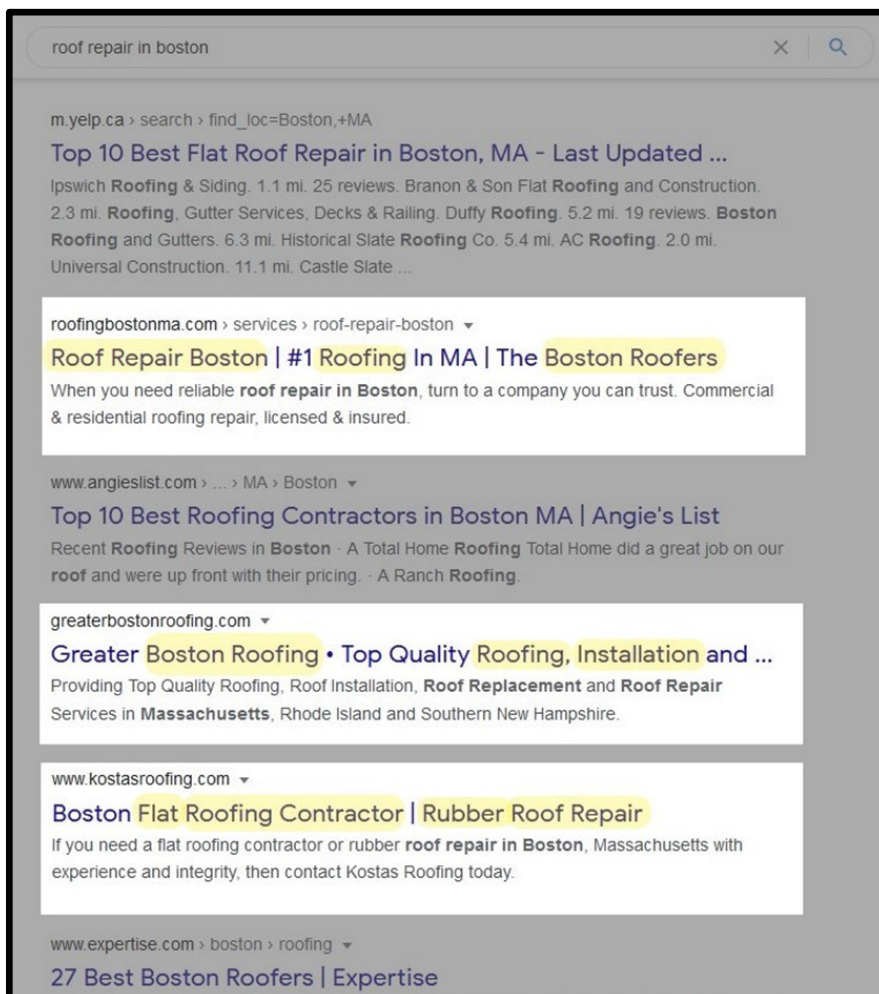 roof repair in boston
m.yelp.ca › search › find_loc=Boston,+MA
Top 10 Best Flat Roof Repair in Boston, MA - Last Updated ...
Ipswich Roofing & Siding. 1.1 mi. 25 reviews. Branon & Son Flat Roofing and Construction.
2.3 mi. Roofing, Gutter Services, Decks & Railing. Duffy Roofing. 5.2 mi. 19 reviews. Boston
Roofing and Gutters. 6.3 mi. Historical Slate Roofing Co. 5.4 mi. AC Roofing. 2.0 mi.
Universal Construction. 11.1 mi. Castle Slate ...
roofingbostonma.com › services › roof-repair-boston
Roof Repair Boston | #1 Roofing In MA | The Boston Roofers
When you need reliable roof repair in Boston, turn to a company you can trust. Commercial
& residential roofing repair, licensed & insured.
www.angieslist.com › ... › MA › Boston
Top 10 Best Roofing Contractors in Boston MA | Angie's List
Recent Roofing Reviews in Boston · A Total Home Roofing Total Home did a great job on our
roof and were up front with their pricing. · A Ranch Roofing.
greaterbostonroofing.com
Greater Boston Roofing • Top Quality Roofing, Installation and ...
Providing Top Quality Roofing, Roof Installation, Roof Replacement and Roof Repair
Services in Massachusetts, Rhode Island and Southern New Hampshire.
www.kostasroofing.com
Boston Flat Roofing Contractor | Rubber Roof Repair
If you need a flat roofing contractor or rubber roof repair in Boston, Massachusetts with
experience and integrity, then contact Kostas Roofing today.
www.expertise.com › boston › roofing
27 Best Boston Roofers | Expertise